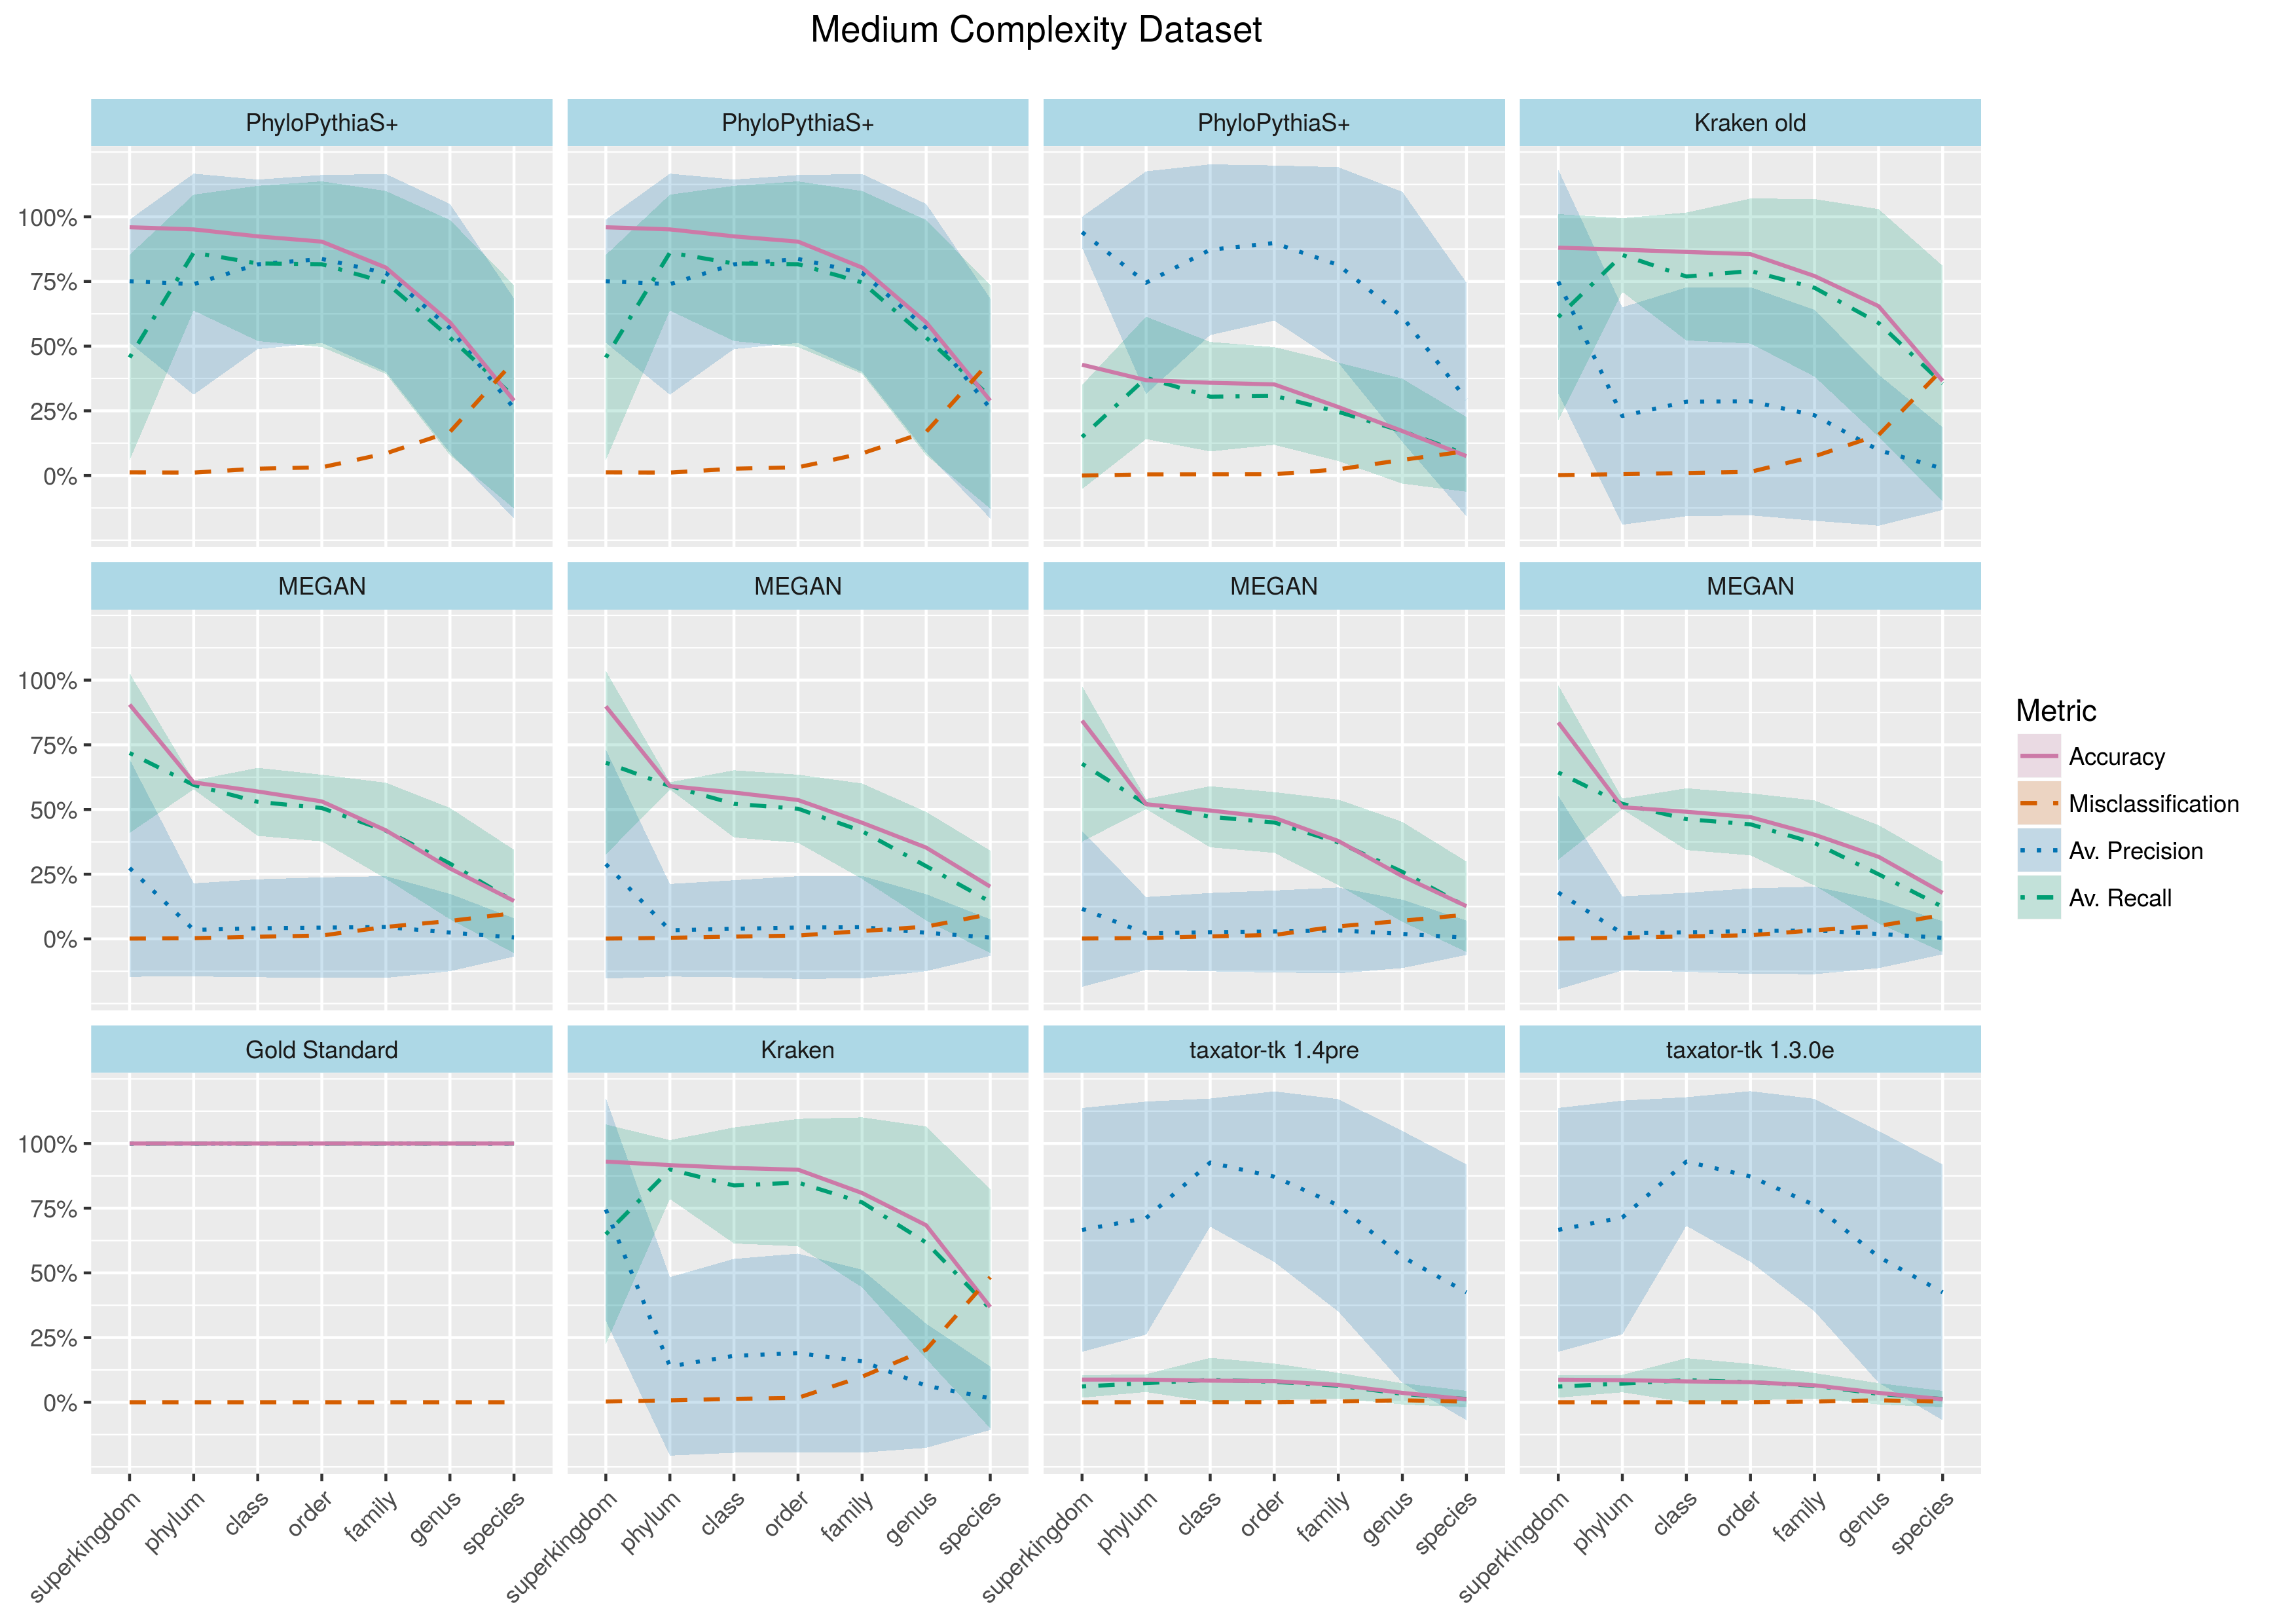 Medium Complexity Dataset
PhyloPythiaS+ PhyloPythiaS+ PhyloPythiaS+ Kraken old
100%
75%
50%
25%
0%
MEGAN MEGAN MEGAN MEGAN
100%
75%
50%
25%
0%
Metric
Accuracy
Misclassification
Av. Precision
Av. Recall
Gold Standard Kraken taxator-tk 1.4pre taxator-tk 1.3.0e
100%
75%
50%
25%
0%
superkingdom phylum class order family genus species superkingdom phylum class order family genus species superkingdom phylum class order family genus species superkingdom phylum class order family genus species